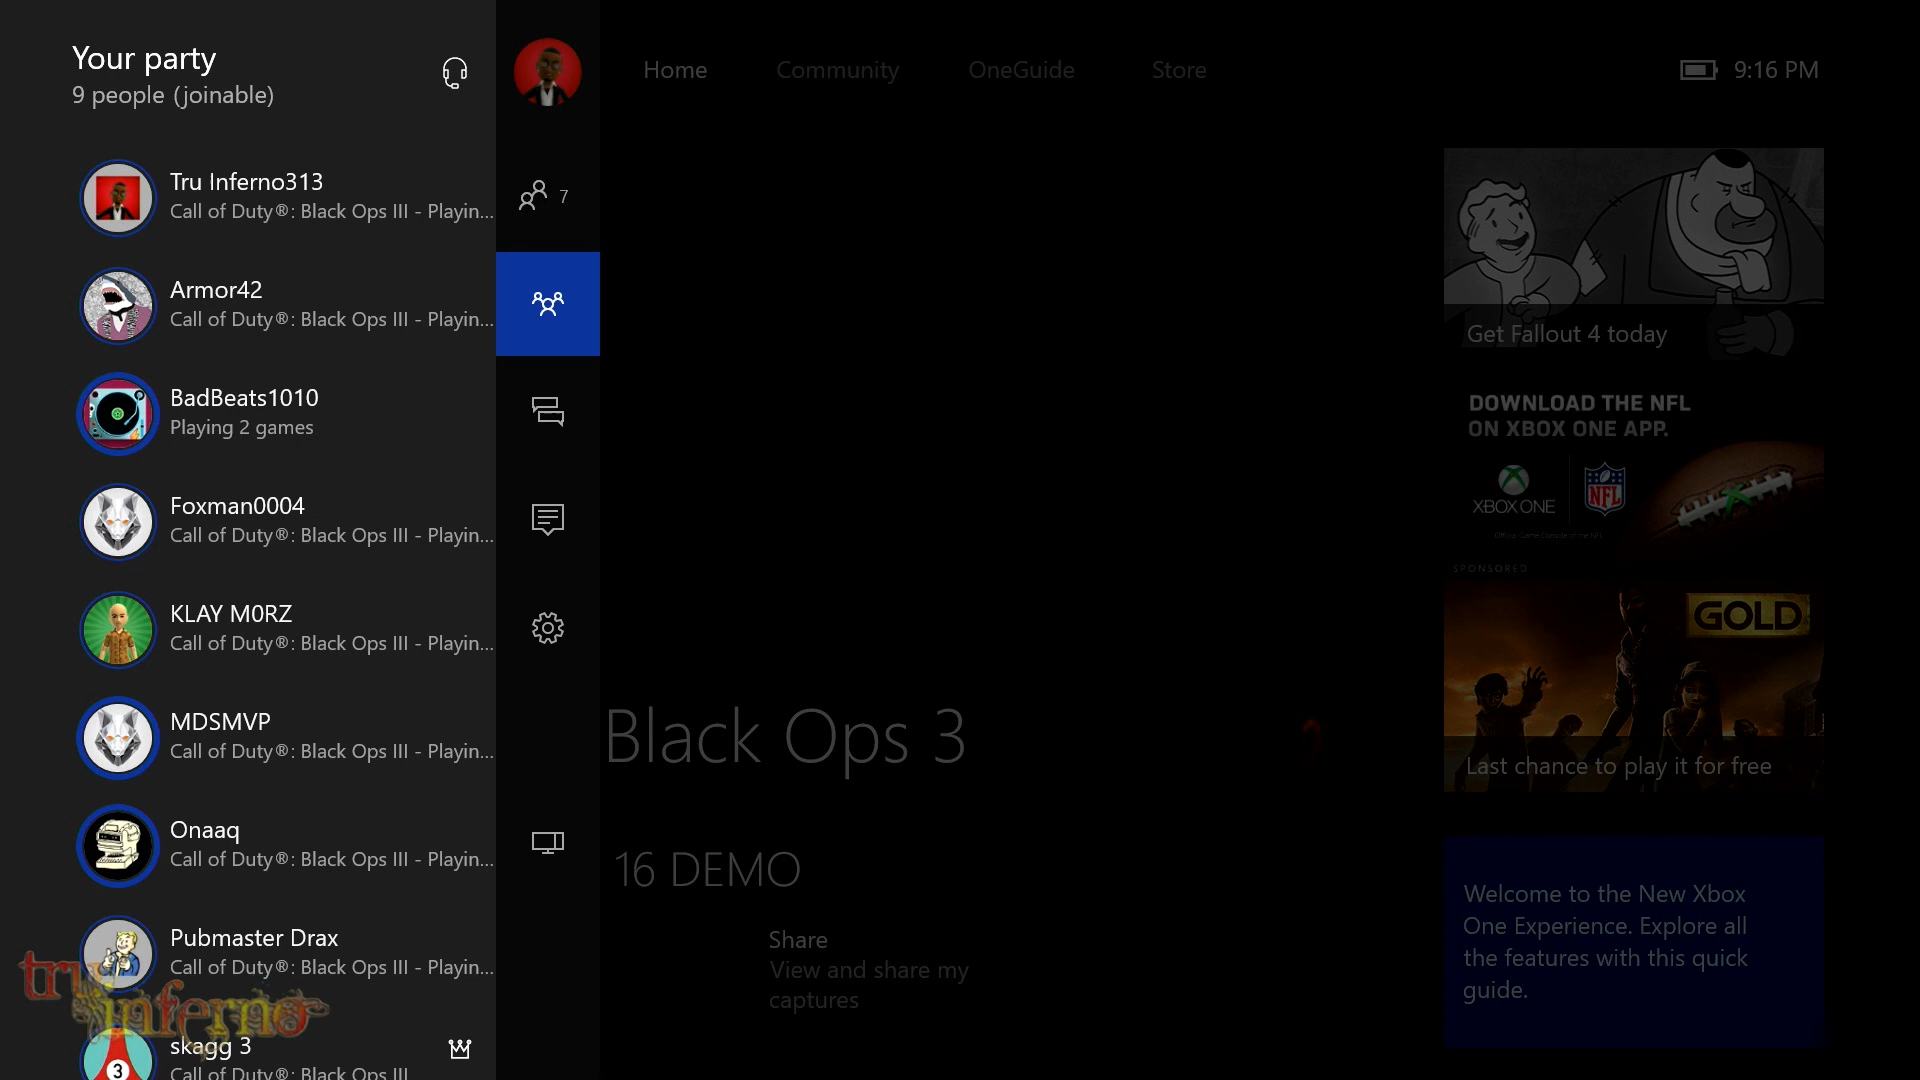 Your party
9 people (joinable)
Tru Inferno313
Call of Duty®: Black Ops III - Playin...
Armor42
Call of Duty®: Black Ops III - Playin...
BadBeats1010
Playing 2 games
Foxman0004
Call of Duty®: Black Ops III - Playin...
KLAY M0RZ
Call of Duty®: Black Ops III - Playin...
MDSMVP
Call of Duty®: Black Ops III - Playin...
Onaaq
Call of Duty®: Black Ops III - Playin...
Pubmaster Drax
Call of Duty®: Black Ops III - Playin...
tru
inferno
skagg 3
3
Call of Duty®: Black Ops III
7
Home
Community
OneGuide
Store
9:16 PM
Black Ops 3
16 DEMO
Share
View and share my
captures
Get Fallout 4 today
DOWNLOAD THE NFL
ON XBOX ONE APP.
XBOX ONE
NFL
Official Game Console of the NFL
SPONSORED
GOLD
Last chance to play it for free
Welcome to the New Xbox
One Experience. Explore all
the features with this quick
guide.